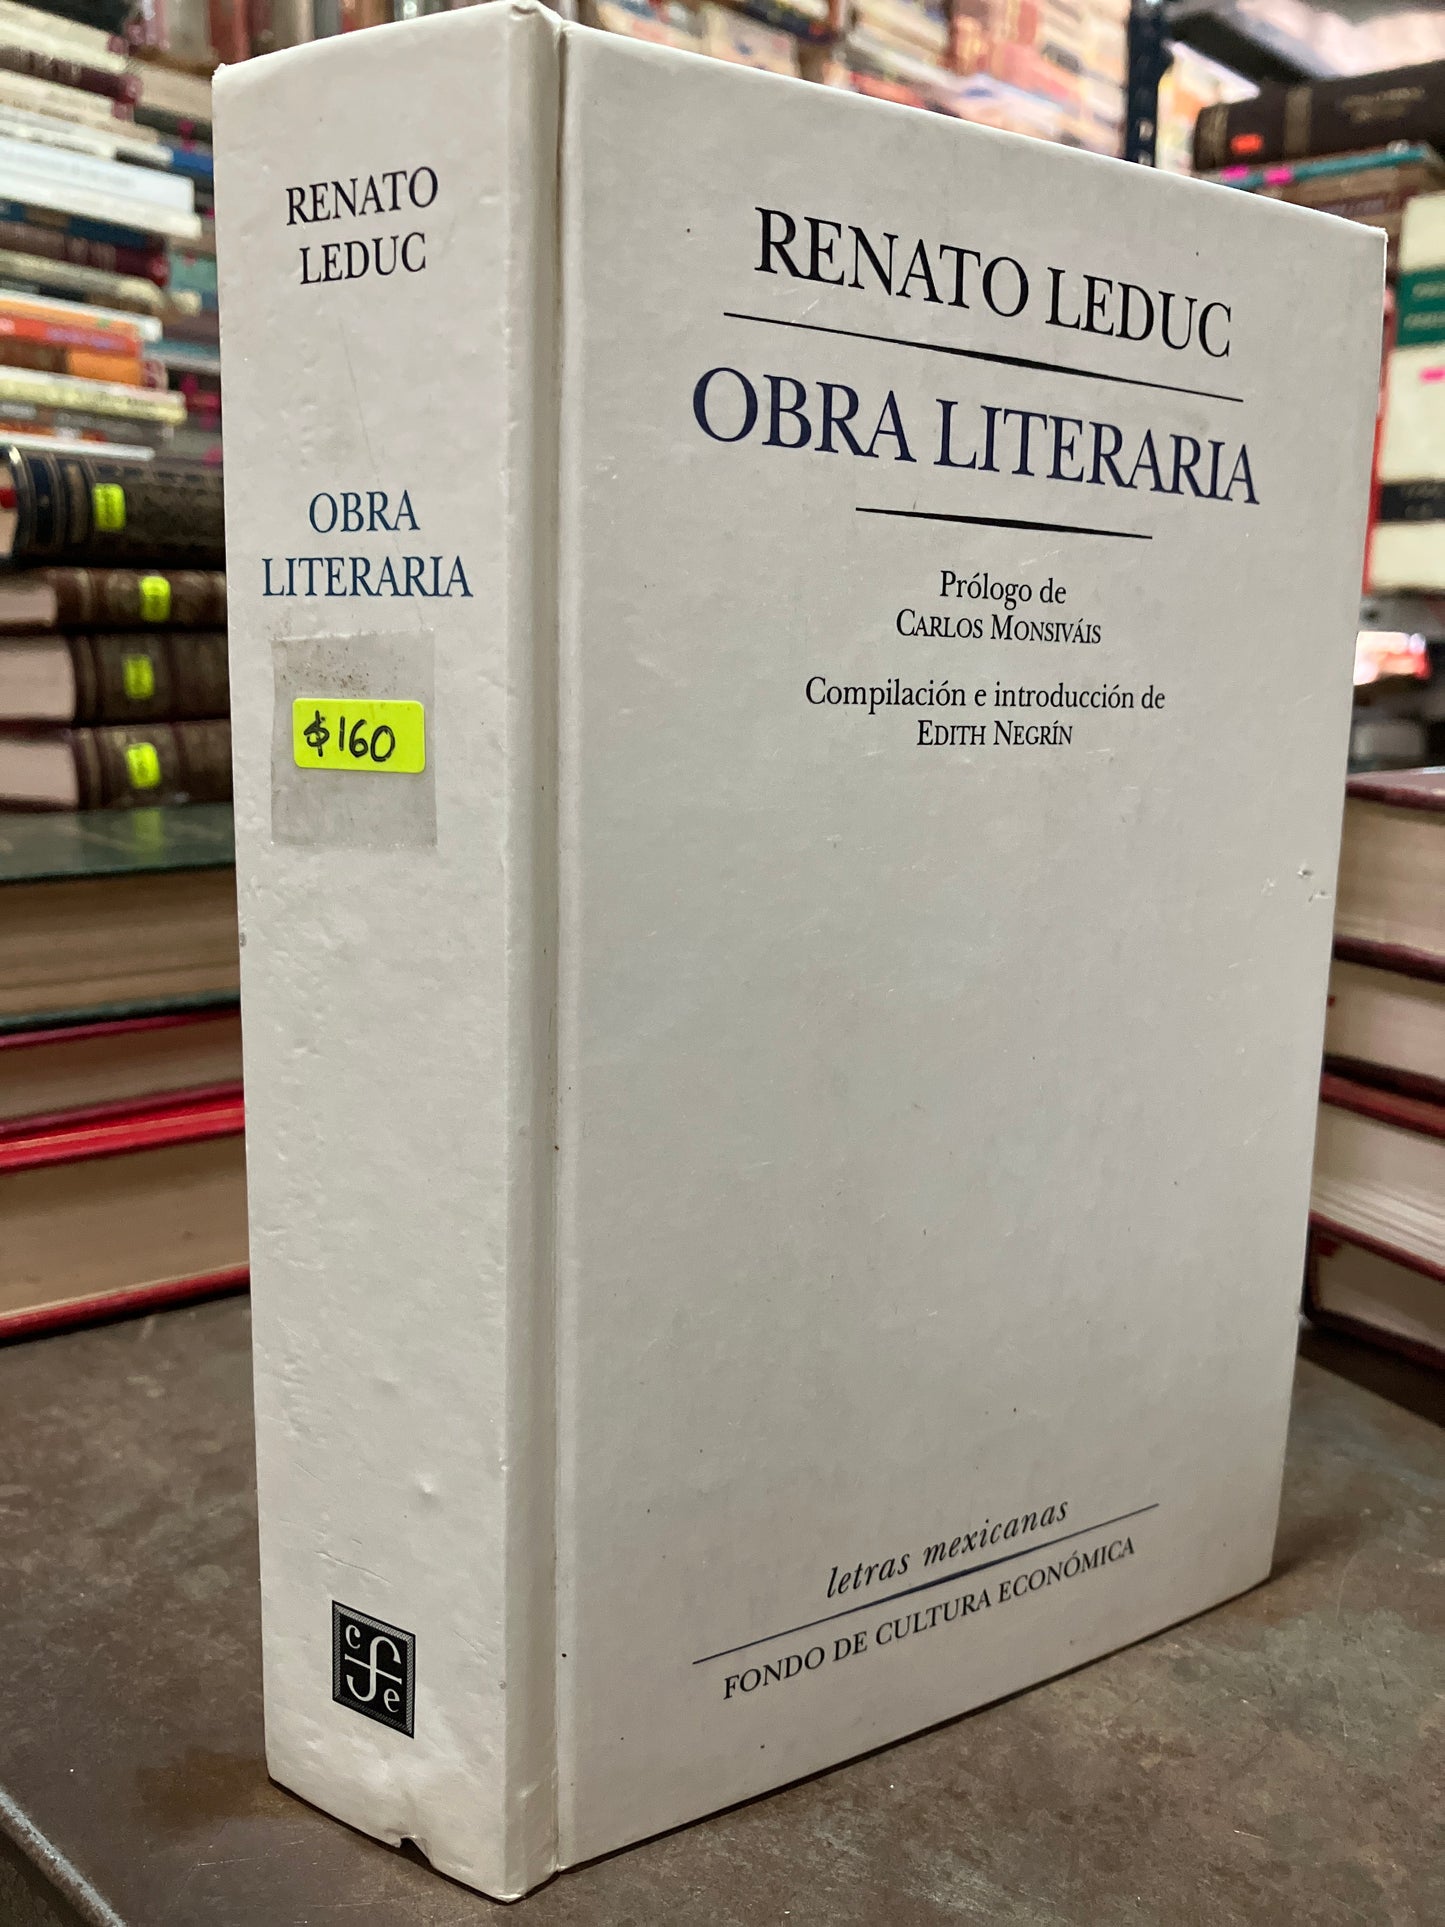 RENATO
LEDUC
OBRA
LITERARIA
$160
cfe
RENATO LEDUC
OBRA LITERARIA
Prólogo de
CARLOS MONSIVÁIS
Compilación e introducción de
EDITH NEGRÍN
letras mexicanas
FONDO DE CULTURA ECONÓMICA